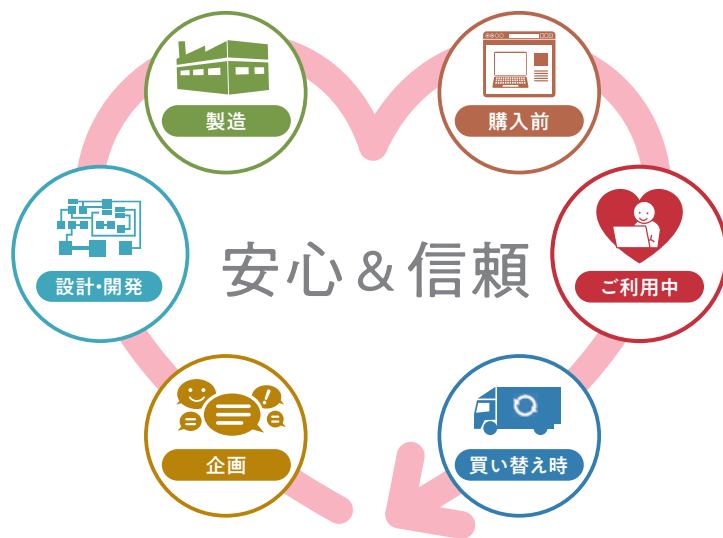 製造
購入前
設計・開発
安心&信頼
ご利用中
企画
買い替え時